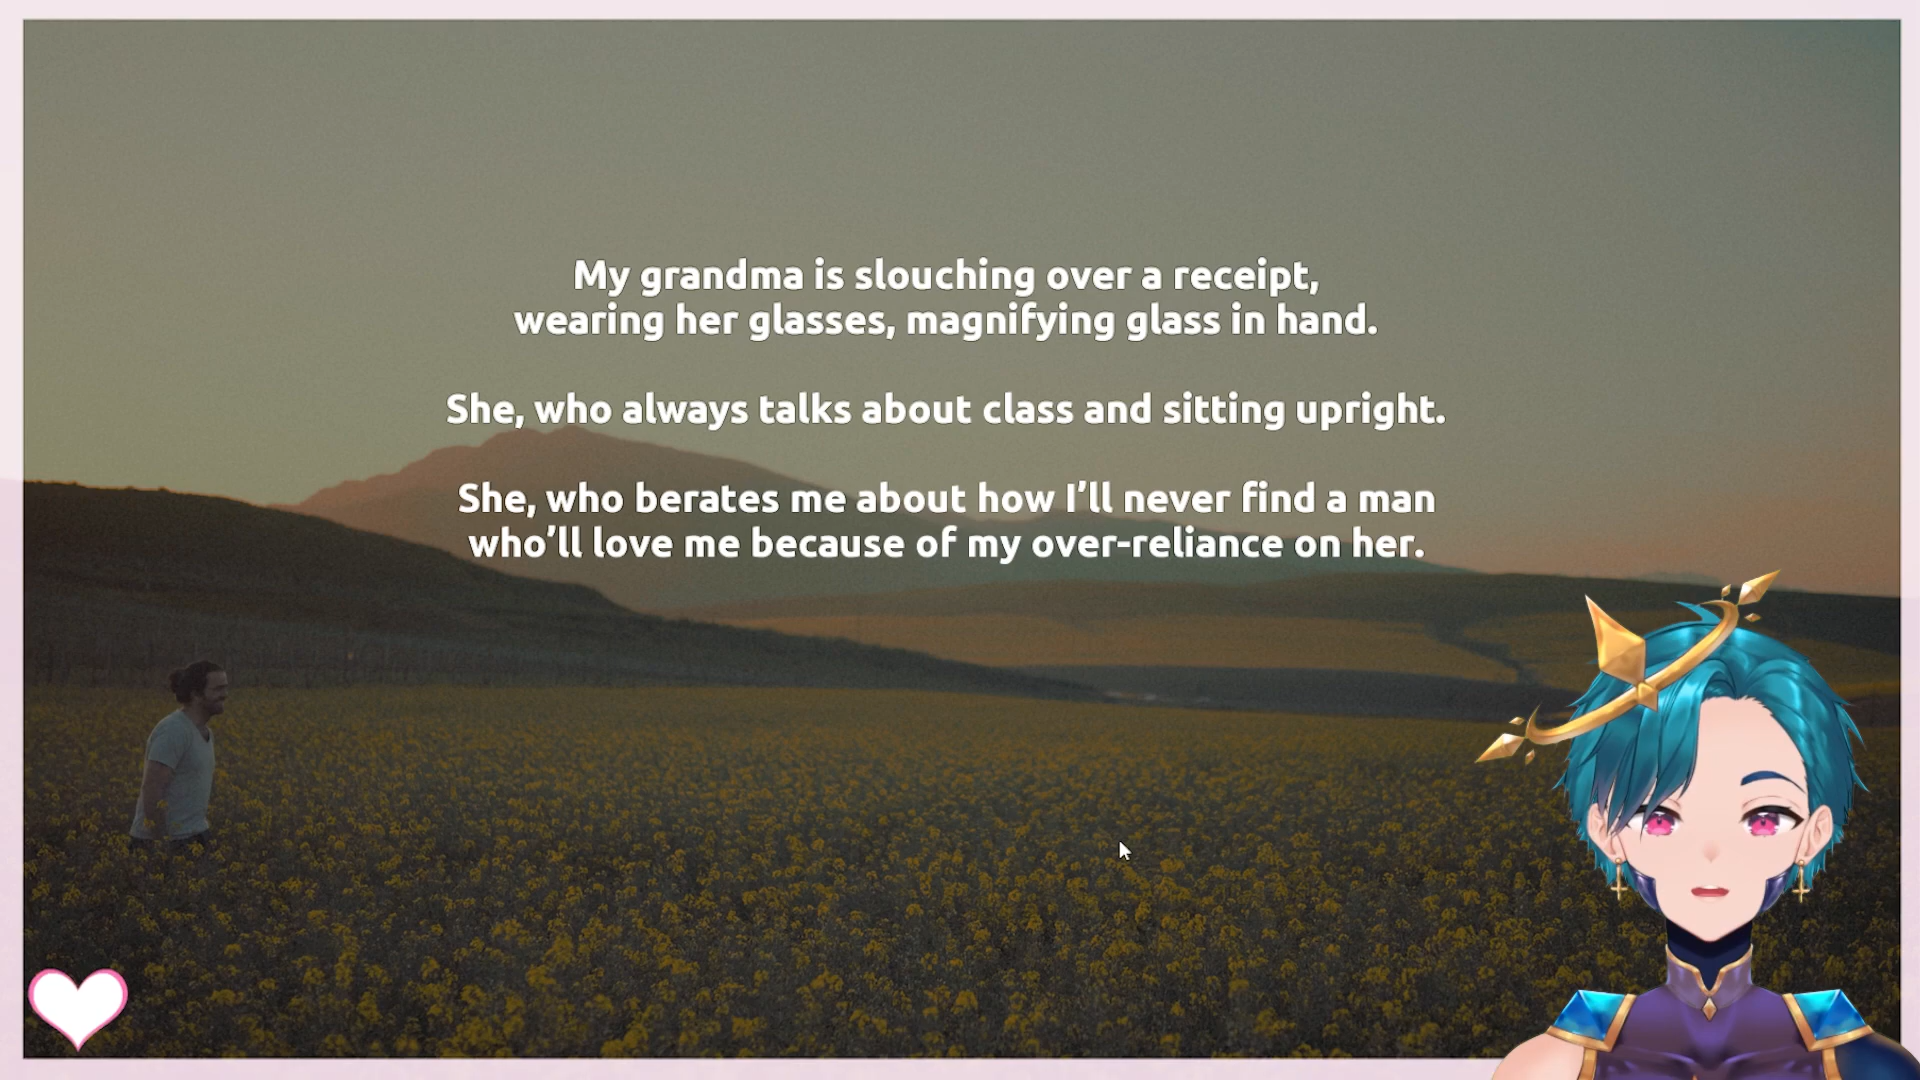 My grandma is slouching over a receipt,
wearing her glasses, magnifying glass in hand.
She, who always talks about class and sitting upright.
She, who berates me about how I’ll never find a man
who’ll love me because of my over-reliance on her.